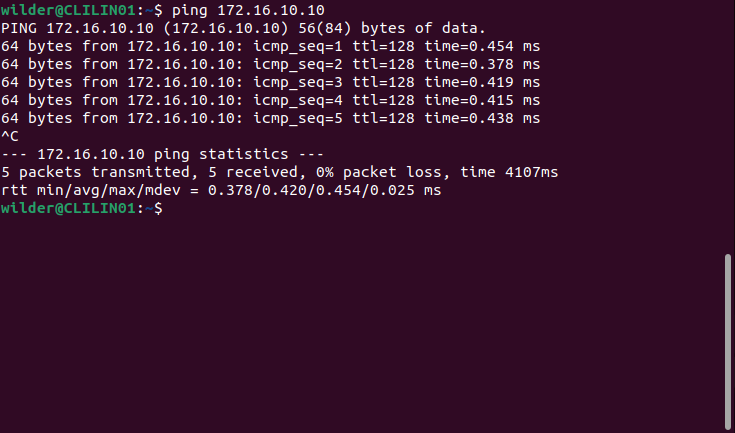 wilder@CLILIN01:~$ ping 172.16.10.10
PING 172.16.10.10 (172.16.10.10) 56(84) bytes of data.
64 bytes from 172.16.10.10: icmp_seq=1 ttl=128 time=0.454 ms
64 bytes from 172.16.10.10: icmp_seq=2 ttl=128 time=0.378 ms
64 bytes from 172.16.10.10: icmp_seq=3 ttl=128 time=0.419 ms
64 bytes from 172.16.10.10: icmp_seq=4 ttl=128 time=0.415 ms
64 bytes from 172.16.10.10: icmp_seq=5 ttl=128 time=0.438 ms
^C
--- 172.16.10.10 ping statistics ---
5 packets transmitted, 5 received, 0% packet loss, time 4107ms
rtt min/avg/max/mdev = 0.378/0.420/0.454/0.025 ms
wilder@CLILIN01:~$